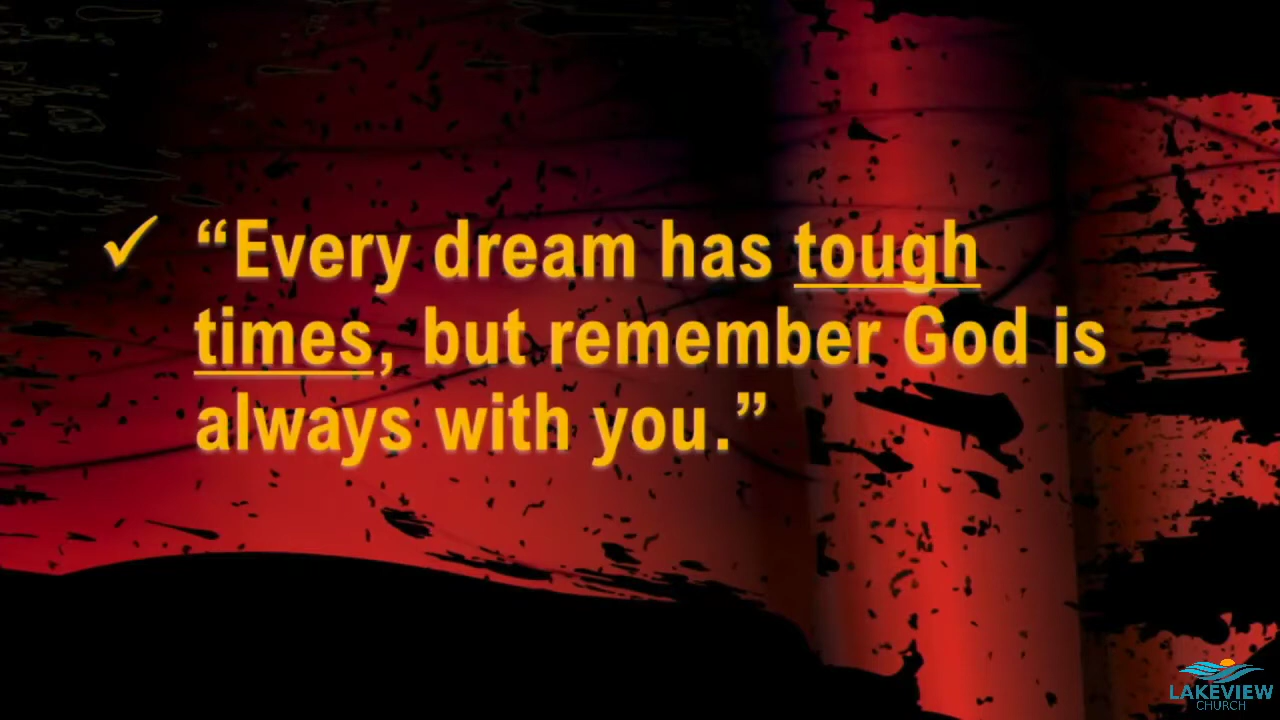 ✓ “Every dream has tough
times, but remember God is
always with you.”
LAKEVIEW
CHURCH